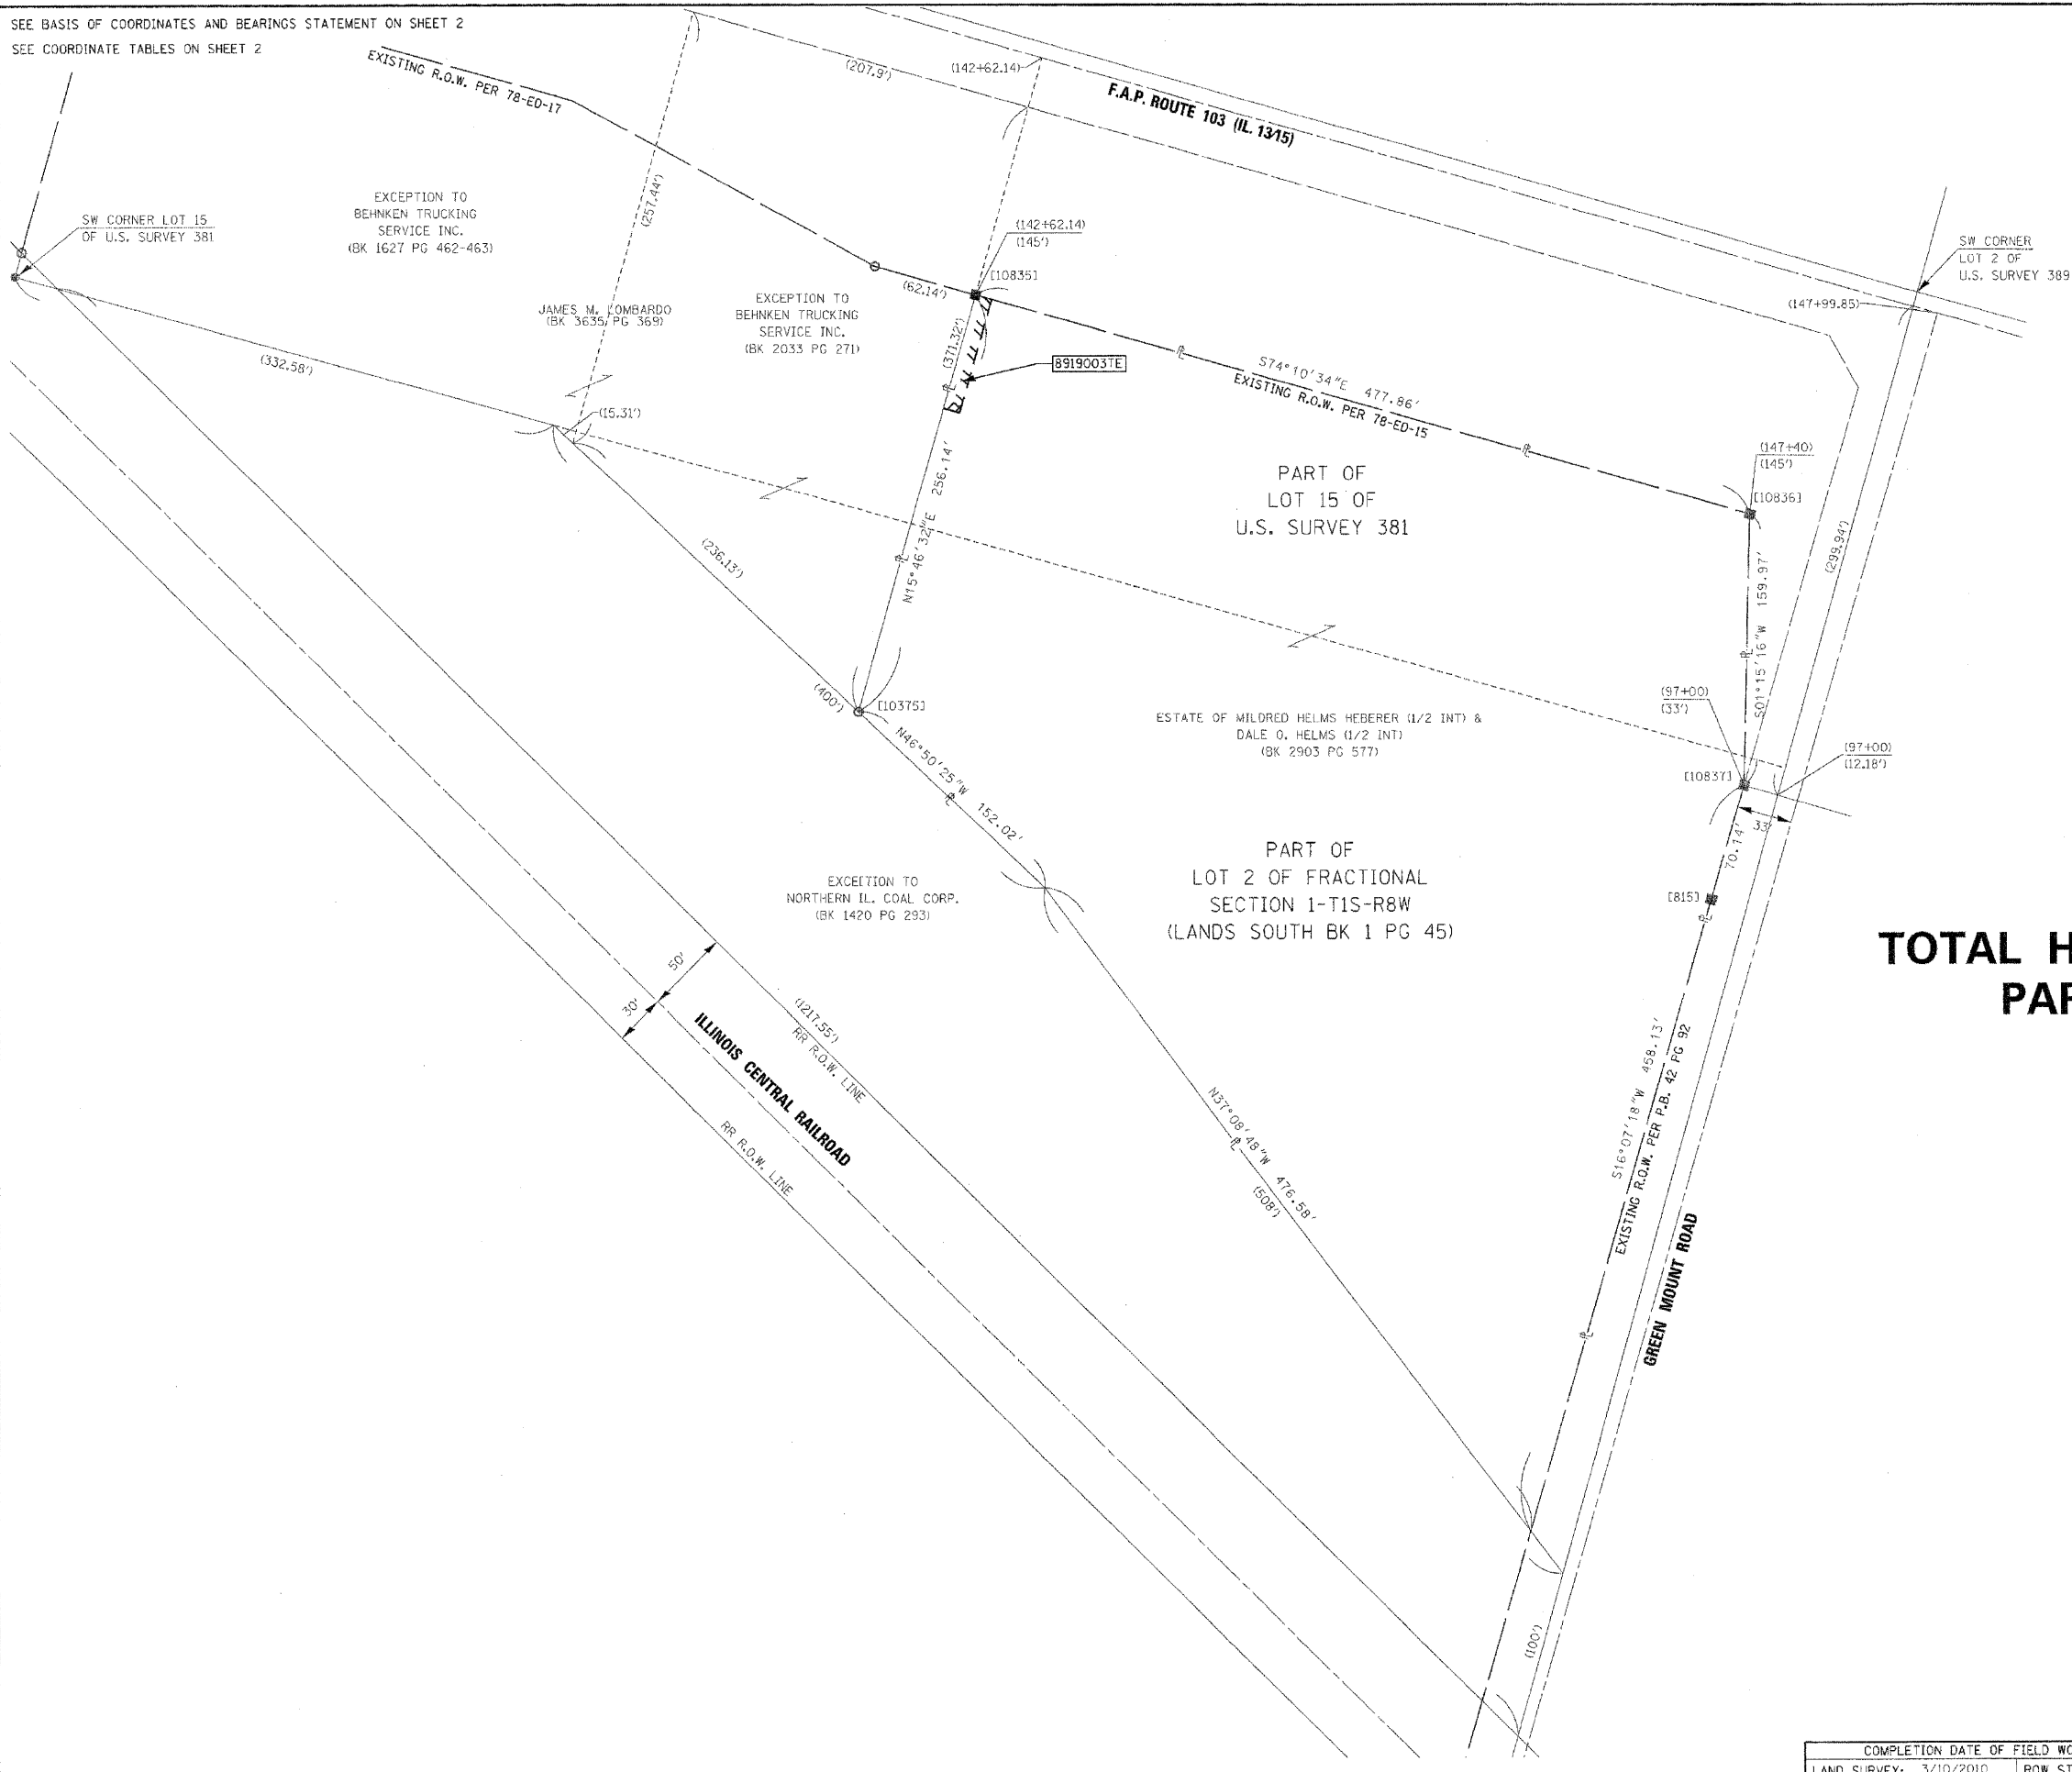 SEE BASIS OF COORDINATES AND BEARINGS STATEMENT ON SHEET 2
SEE COORDINATE TABLES ON SHEET 2
EXISTING R.O.W. PER 78-ED-17
(207.9')
(142+62.14)
F.A.P. ROUTE 103 (IL. 13/15)
(257.44')
EXCEPTION TO
BEHNKEN TRUCKING
SERVICE INC.
(BK 1627 PG 462-463)
SW CORNER LOT 15
OF U.S. SURVEY 381
(142+62.14)
(145')
[10835]
SW CORNER
LOT 2 OF
U.S. SURVEY 389
(147+99.85)
(62.14')
JAMES M. LOMBARDO
(BK 3635 PG 369)
EXCEPTION TO
BEHNKEN TRUCKING
SERVICE INC.
(BK 2033 PG 271)
(371.32')
8919003TE
(332.58')
S74°10'34"E 477.86'
EXISTING R.O.W. PER 78-ED-15
(15.31')
(147+40)
(145')
[10836]
PART OF
LOT 15 OF
U.S. SURVEY 381
N15°46'32"E 256.14'
(236.13')
(299.94')
S01°15'16"W 159.97'
(400')
[10375]
(97+00)
(33')
ESTATE OF MILDRED HELMS HEBERER (1/2 INT) &
DALE O. HELMS (1/2 INT)
(BK 2903 PG 577)
(97+00)
(12.18')
[10837]
N46°50'25"W 152.02'
33'
70.14'
PART OF
LOT 2 OF FRACTIONAL
SECTION 1-T1S-R8W
(LANDS SOUTH BK 1 PG 45)
EXCEITION TO
NORTHERN IL. COAL CORP.
(BK 1420 PG 293)
[815]
TOTAL H
PAR
50'
30'
(1217.55')
RR R.O.W. LINE
ILLINOIS CENTRAL RAILROAD
RR R.O.W. LINE
N37°08'48"W 476.58'
(508')
S16°07'18"W 458.13'
EXISTING R.O.W. PER P.B. 42 PG 92
GREEN MOUNT ROAD
(100')
COMPLETION DATE OF FIELD WO
LAND SURVEY: 3/10/2010
ROW ST